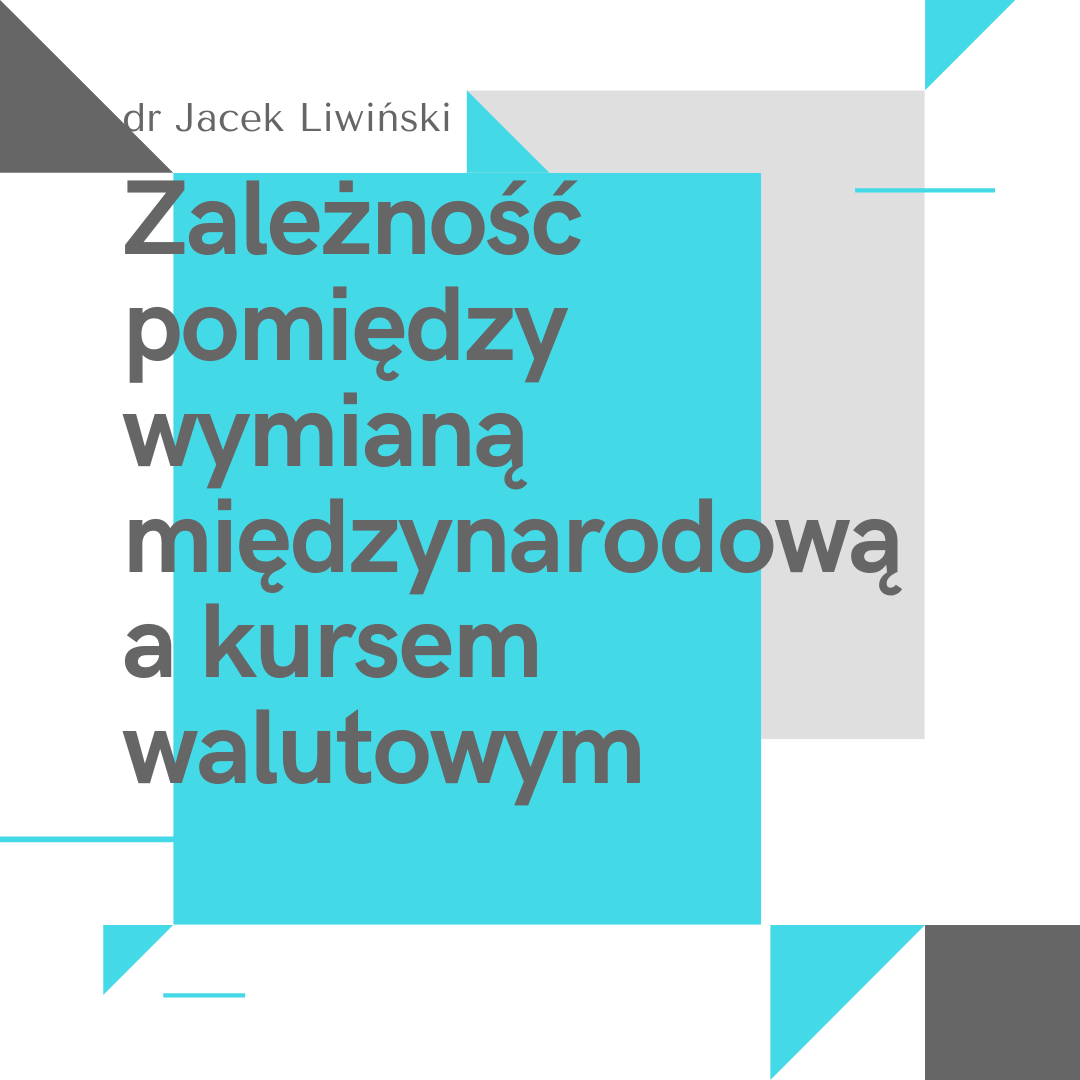 dr Jacek Liwiński
Zależność
pomiędzy
wymianą
międzynarodową
a kursem
walutowym